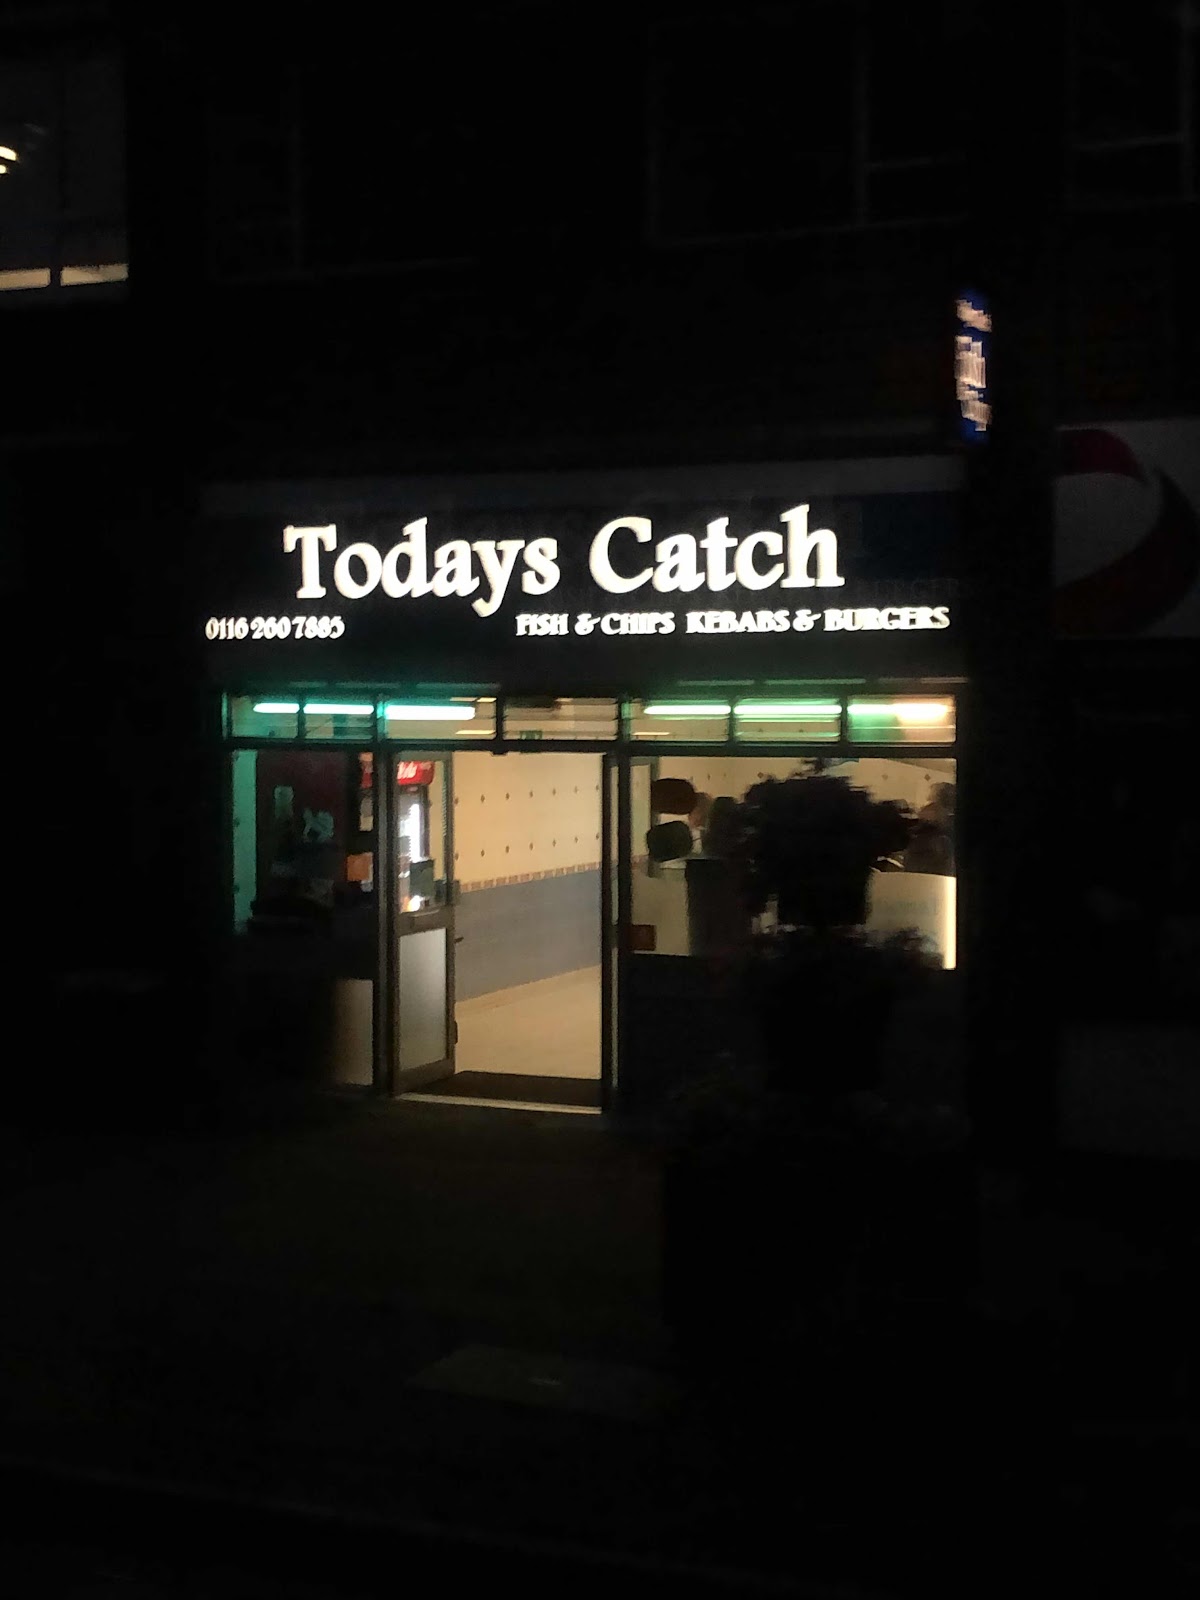 Todays Catch
0116 260 7885 FISH & CHIPS KEBABS & BURGERS